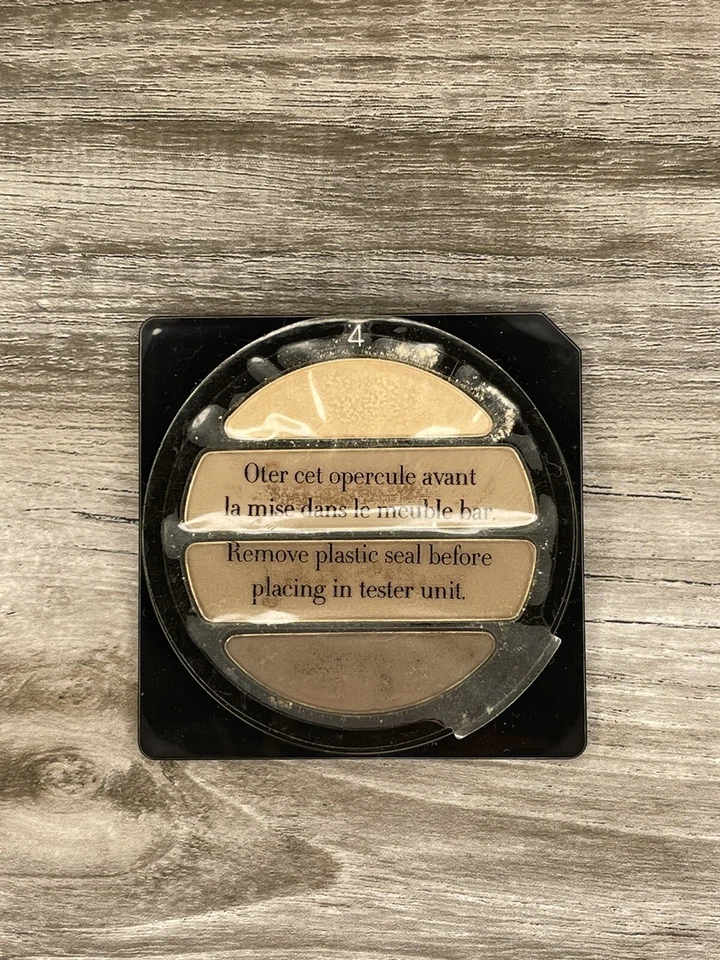 4
Oter cet opercule avant
la mise dans le meuble bar.
Remove plastic seal before
placing in tester unit.